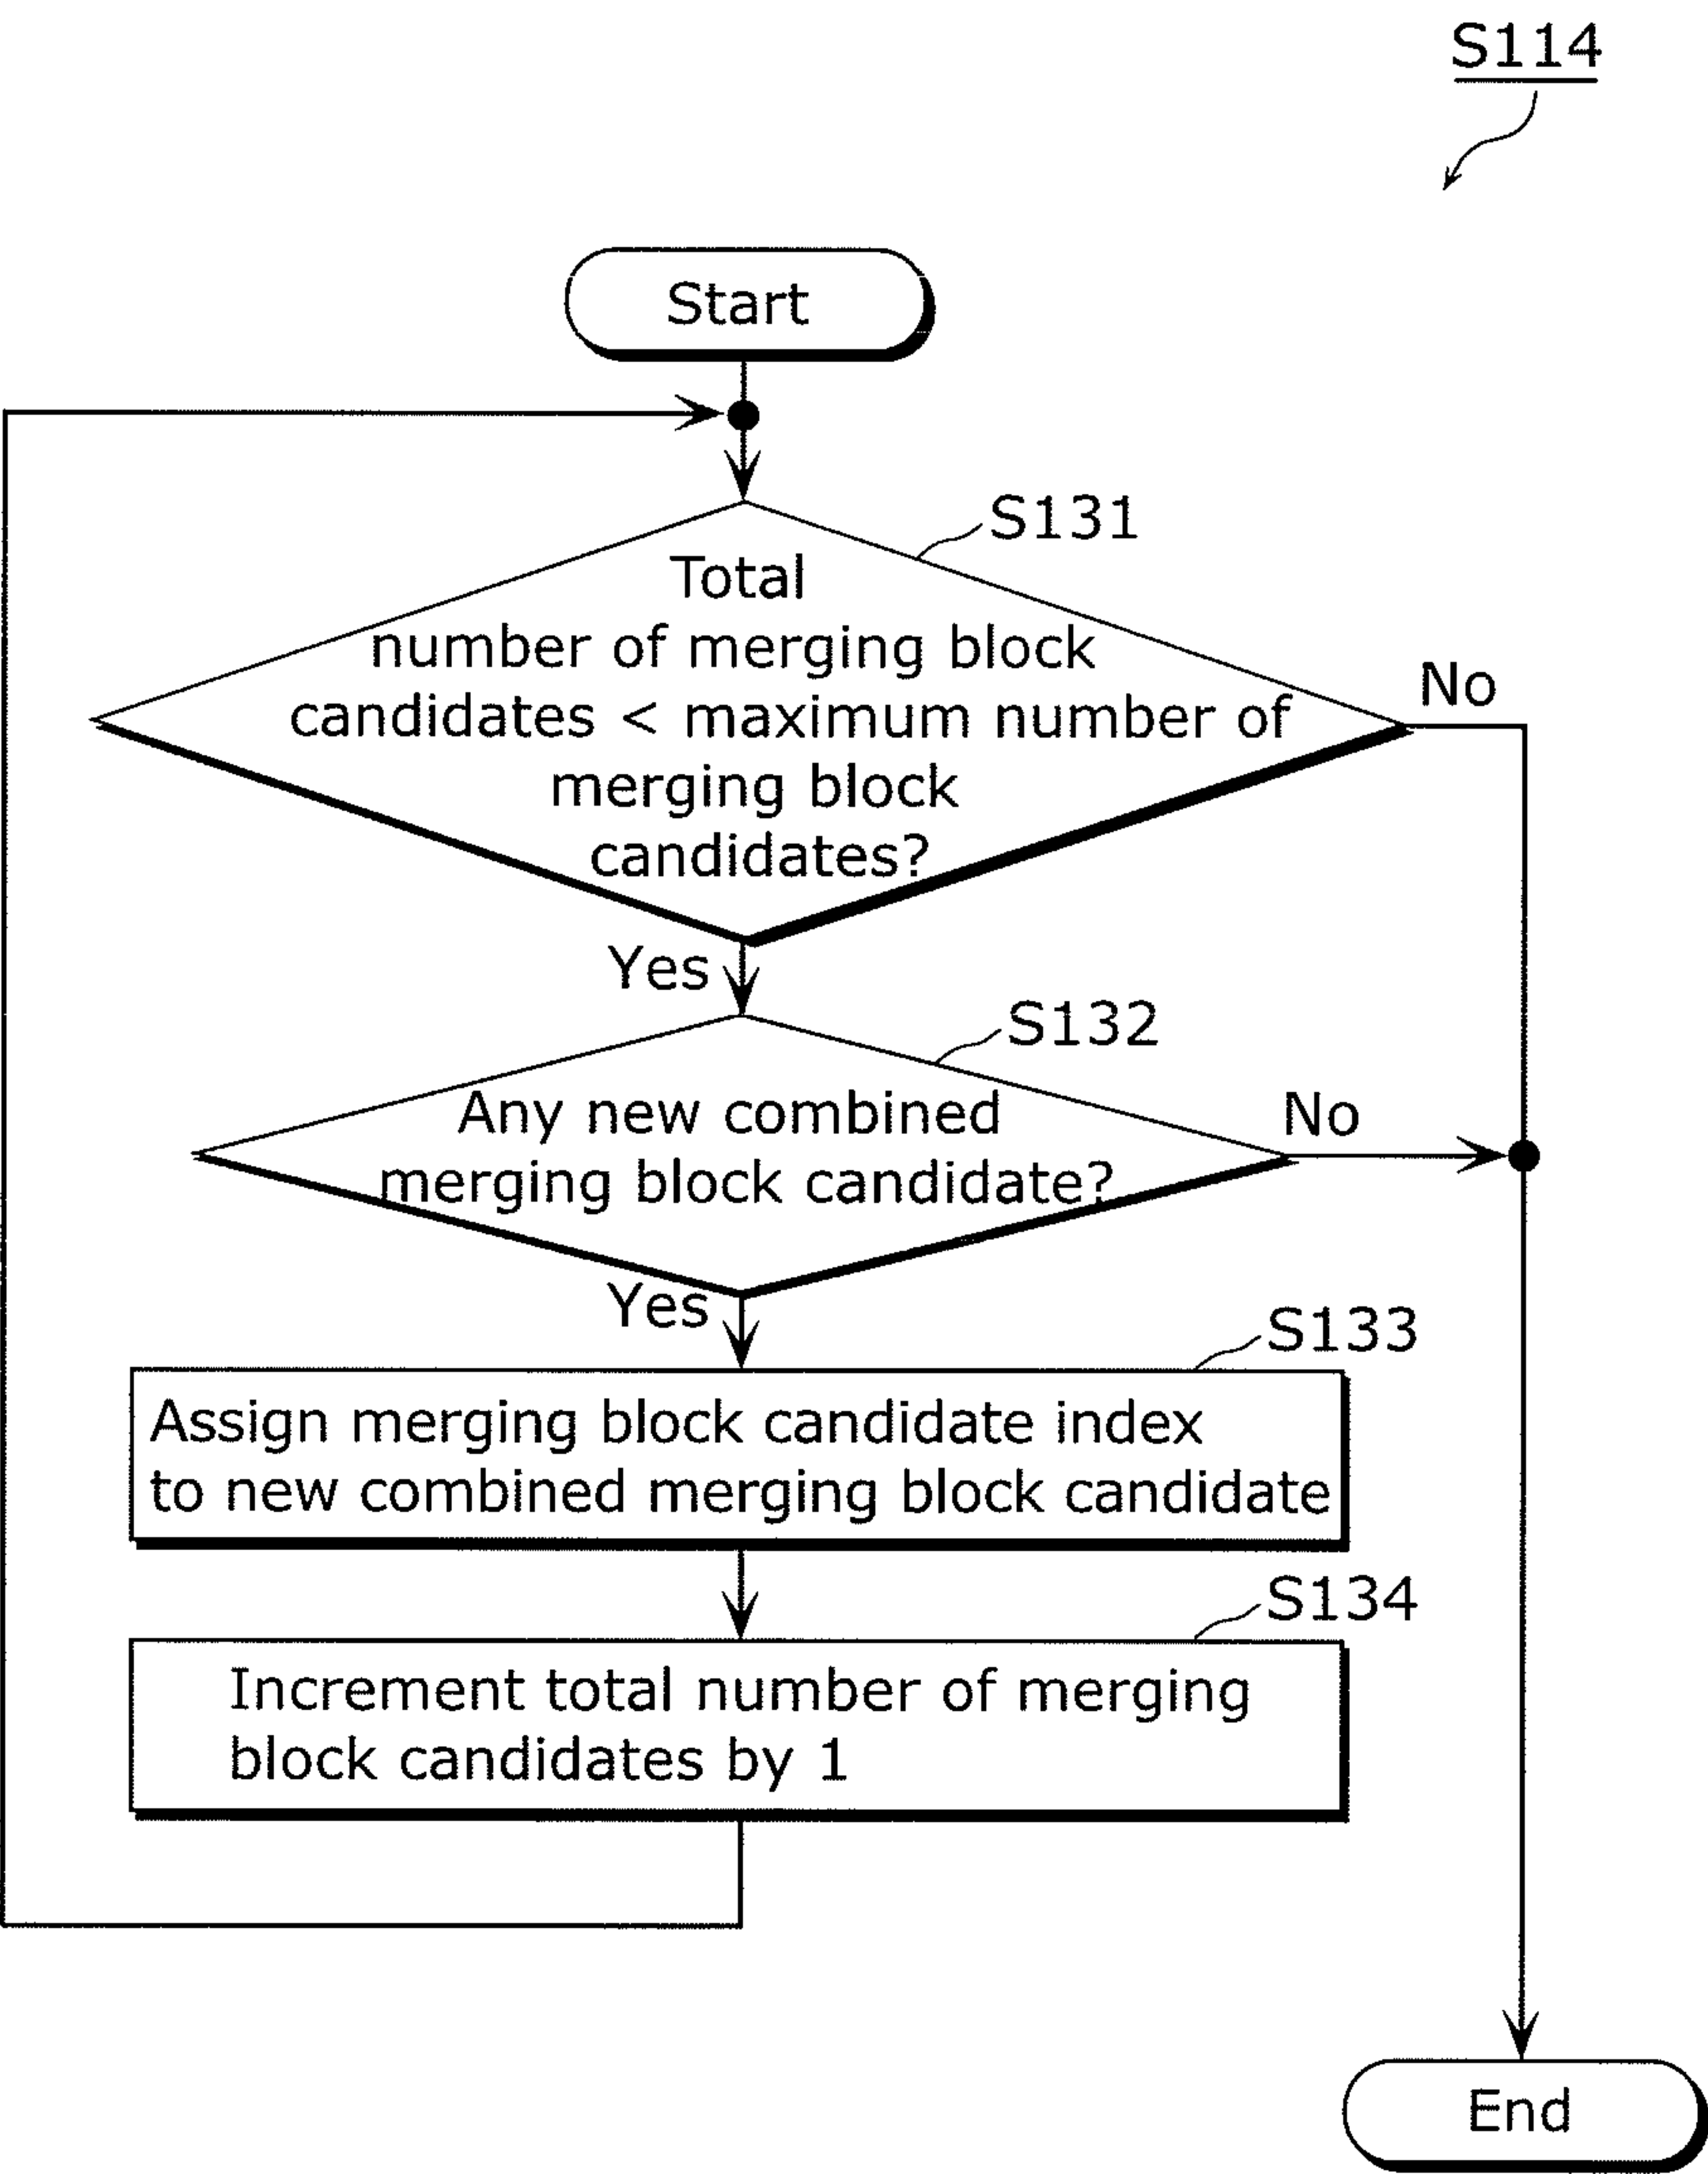 S114
Start
S131
Total
number of merging block
candidates < maximum number of
merging block
candidates?
No
Yes
S132
Any new combined
merging block candidate?
No
Yes
S133
Assign merging block candidate index
to new combined merging block candidate
S134
Increment total number of merging
block candidates by 1
End